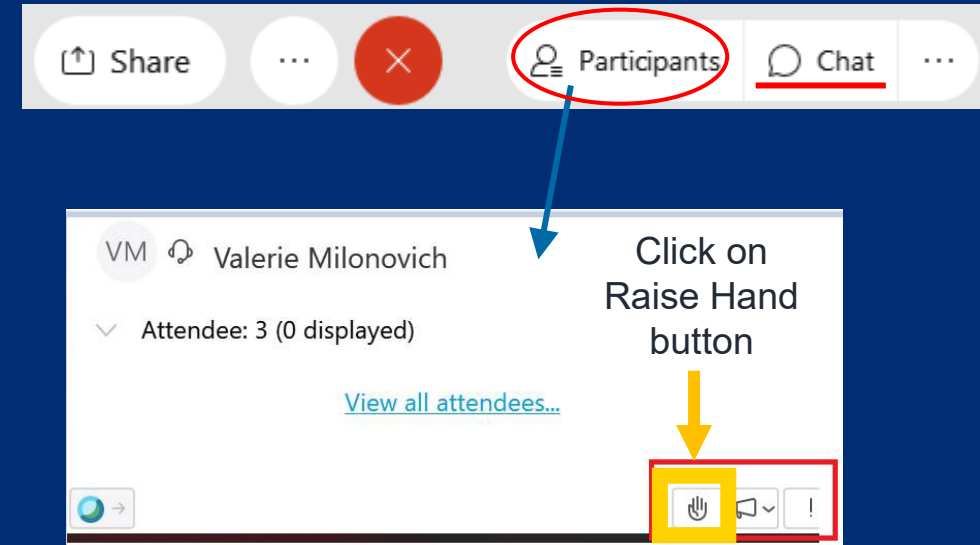 Share ... Participants Chat ...
VM Valerie Milonovich
Attendee: 3 (0 displayed)
View all attendees...
Click on
Raise Hand
button
!